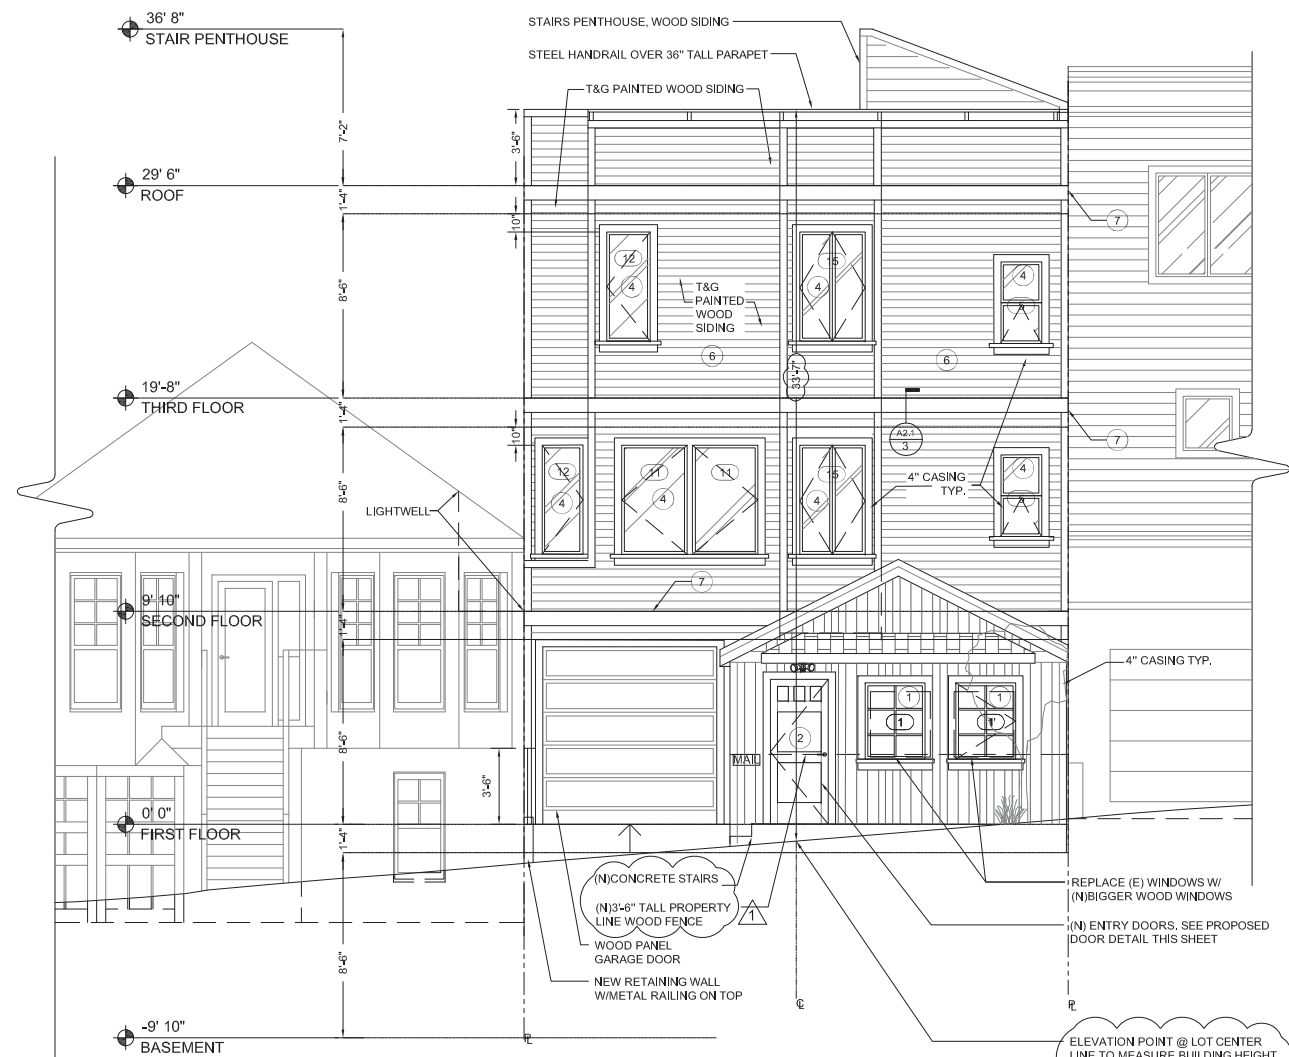 36' 8"
STAIR PENTHOUSE
STAIRS PENTHOUSE, WOOD SIDING
STEEL HANDRAIL OVER 36" TALL PARAPET
T&G PAINTED WOOD SIDING
7'-2"
3'-6"
29' 6"
ROOF
1'-4"
10"
7
12
4
15
4
4
T&G
PAINTED
WOOD
SIDING
8'-6"
6
6
33'-7"
19'-8"
THIRD FLOOR
1'-4"
10"
A2.1
3
7
12
4
11
4
11
15
4
4
4" CASING
TYP.
8'-6"
LIGHTWELL
7
9' 10"
SECOND FLOOR
1'-4"
4" CASING TYP.
1
1
1
1'
2
MAIL
8'-6"
3'-6"
0' 0"
FIRST FLOOR
1'-4"
(N)CONCRETE STAIRS
(N)3'-6" TALL PROPERTY
LINE WOOD FENCE
1
REPLACE (E) WINDOWS W/
(N)BIGGER WOOD WINDOWS
(N) ENTRY DOORS. SEE PROPOSED
DOOR DETAIL THIS SHEET
WOOD PANEL
GARAGE DOOR
8'-6"
NEW RETAINING WALL
W/METAL RAILING ON TOP
-9' 10"
BASEMENT
ELEVATION POINT @ LOT CENTER
LINE TO MEASURE BUILDING HEIGHT